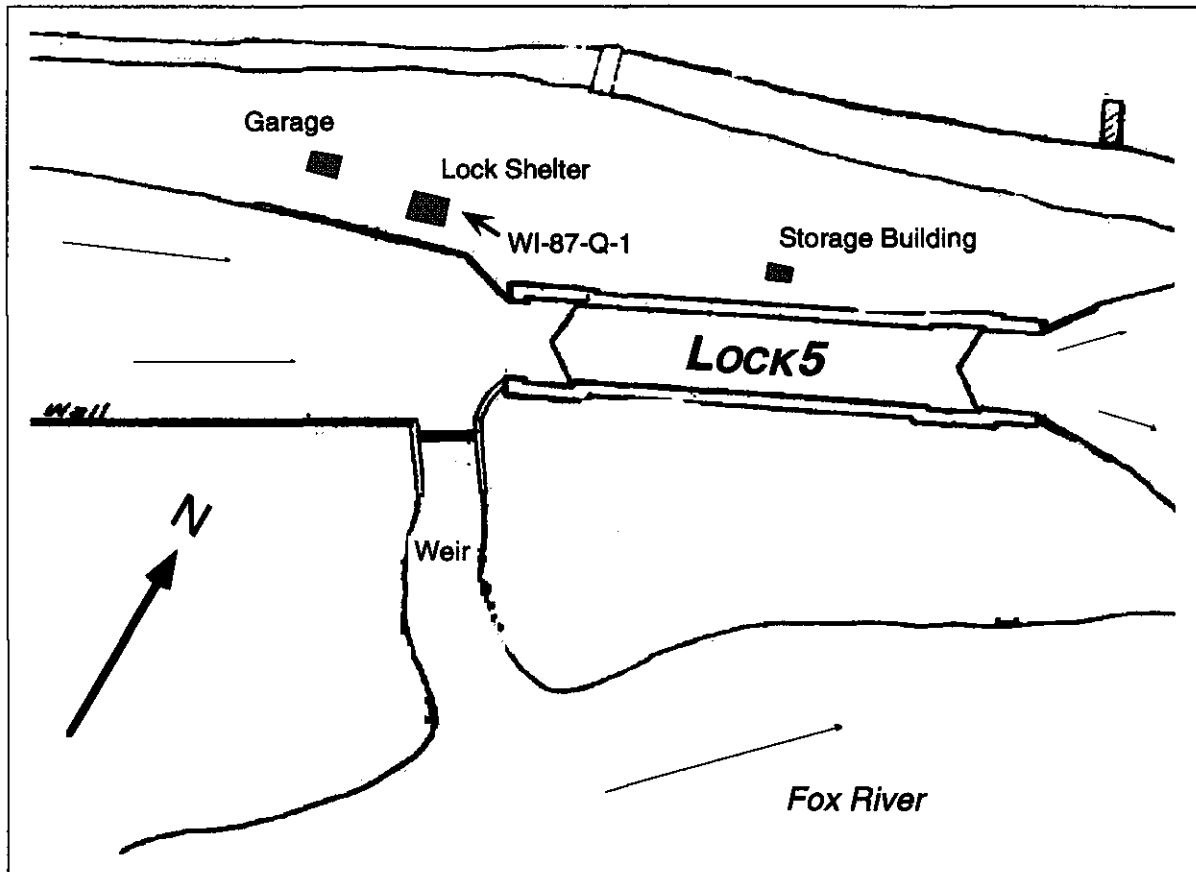 Garage
Lock Shelter
WI-87-Q-1
Storage Building
LOCK5
Wall
N
Weir
Fox River